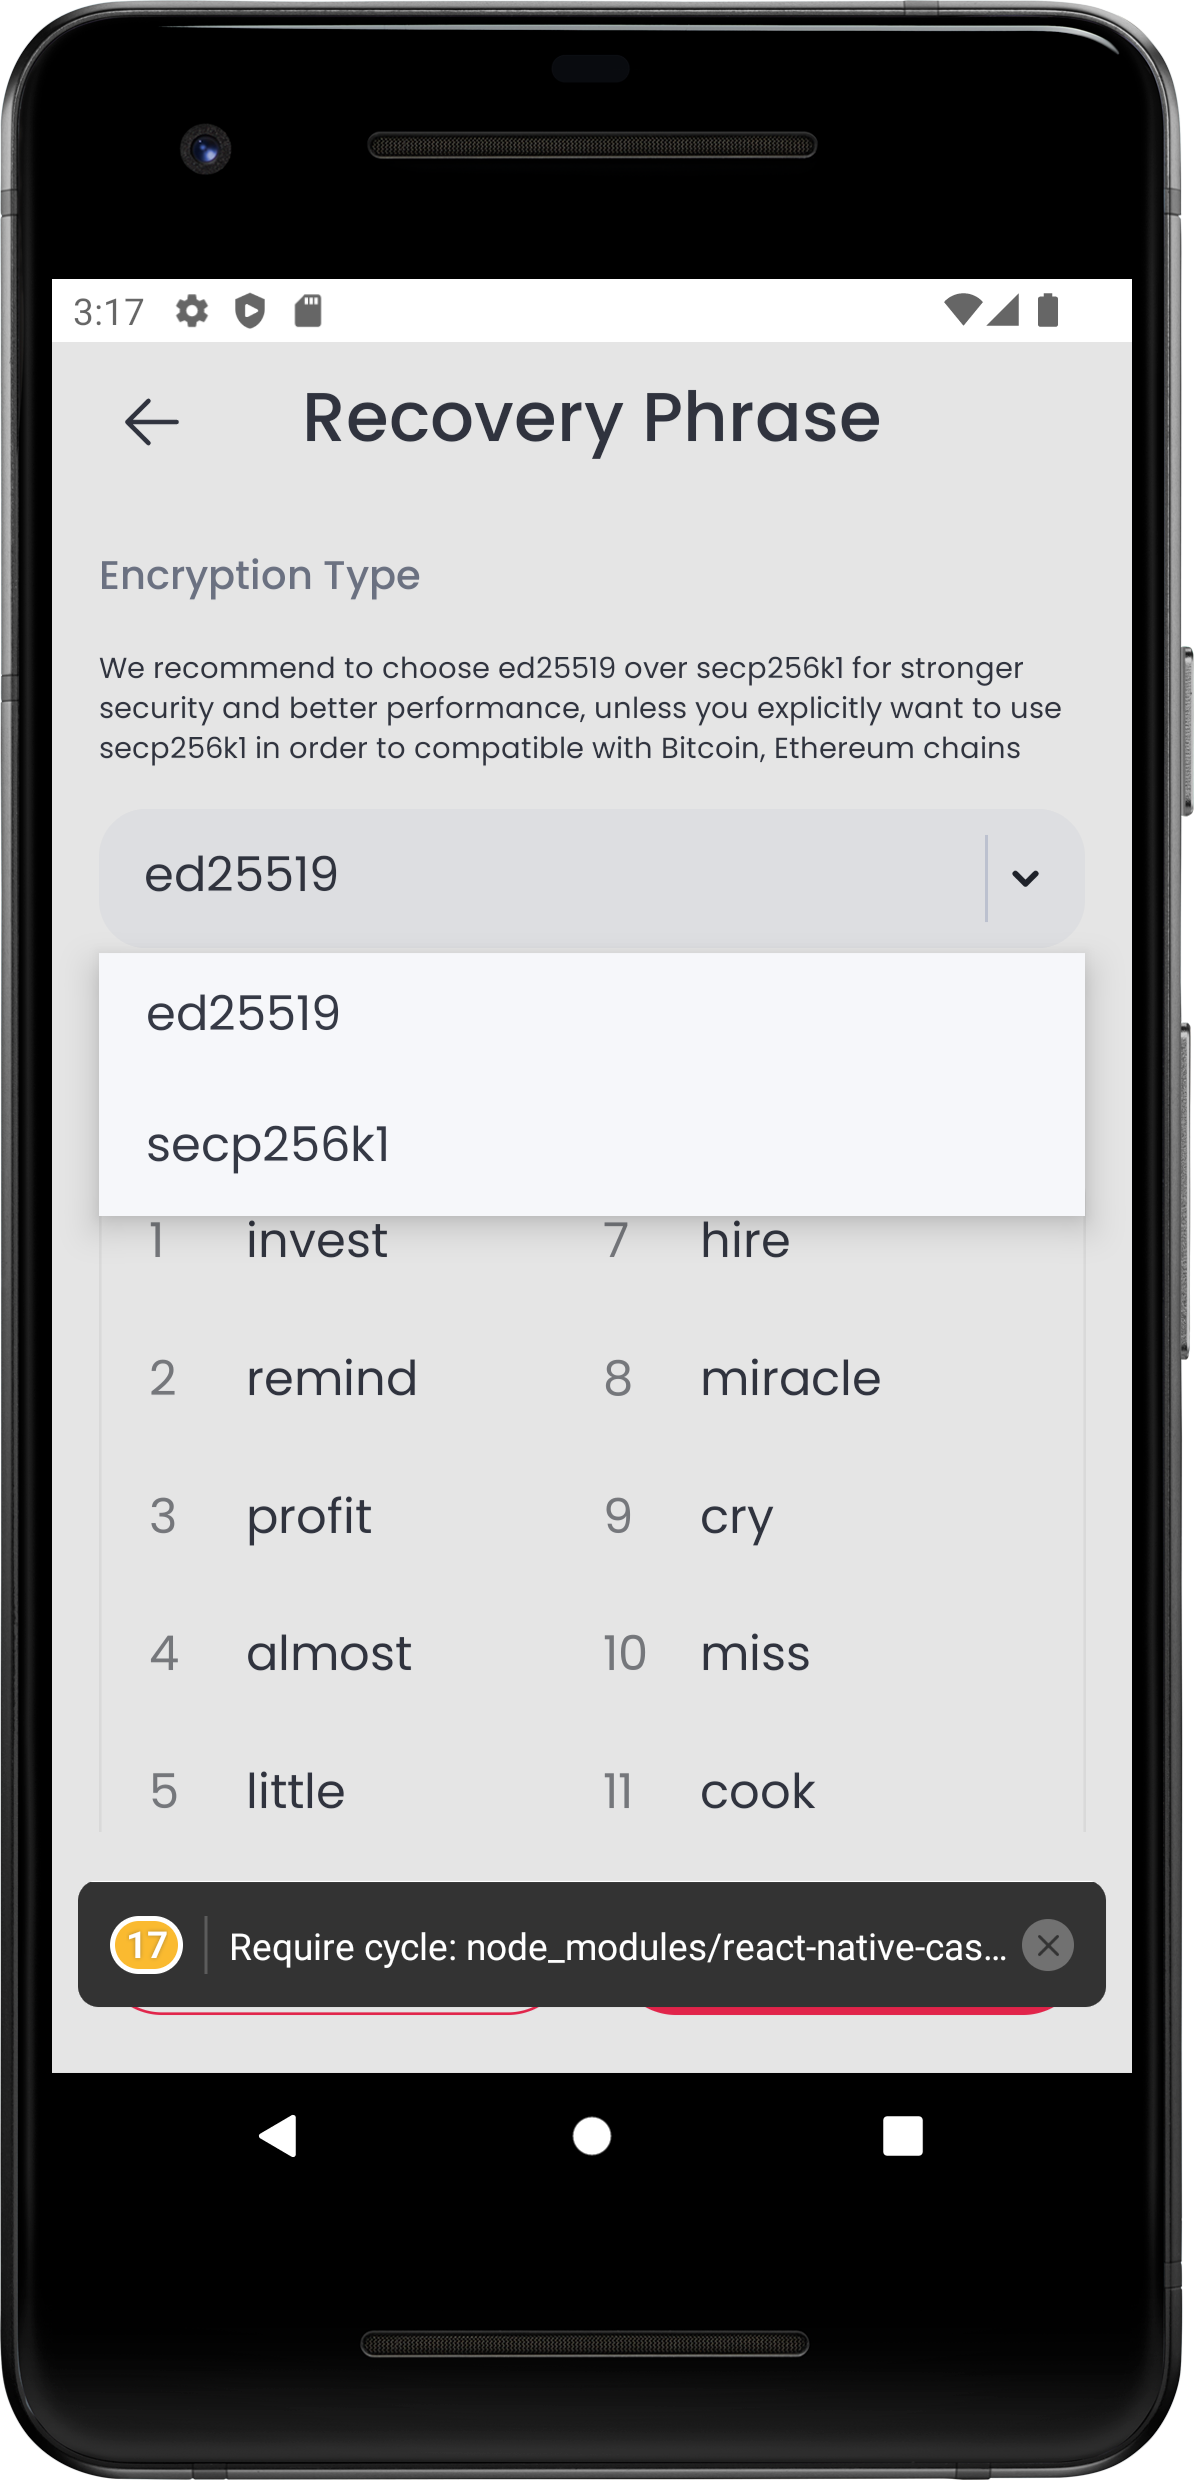 3:17
Recovery Phrase
Encryption Type
We recommend to choose ed25519 over secp256k1 for stronger
security and better performance, unless you explicitly want to use
secp256k1 in order to compatible with Bitcoin, Ethereum chains
ed25519
ed25519
secp256k1
1 invest 7 hire
2 remind 8 miracle
3 profit 9 cry
4 almost 10 miss
5 little 11 cook
17 Require cycle: node_modules/react-native-cas...